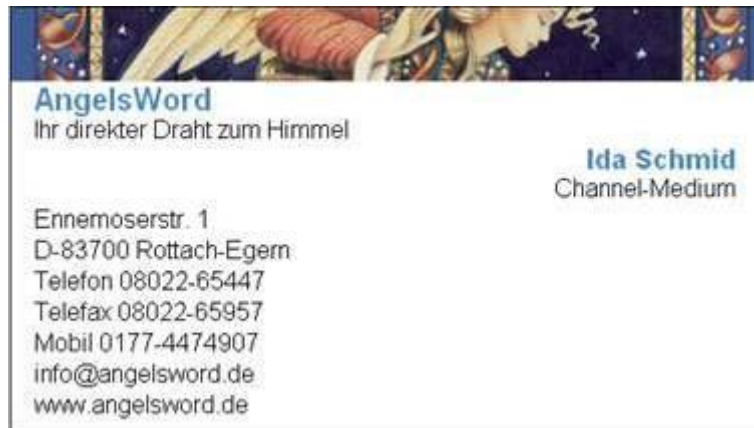 AngelsWord
Ihr direkter Draht zum Himmel
Ida Schmid
Channel-Medium
Ennemoserstr. 1
D-83700 Rottach-Egern
Telefon 08022-65447
Telefax 08022-65957
Mobil 0177-4474907
info@angelsword.de
www.angelsword.de